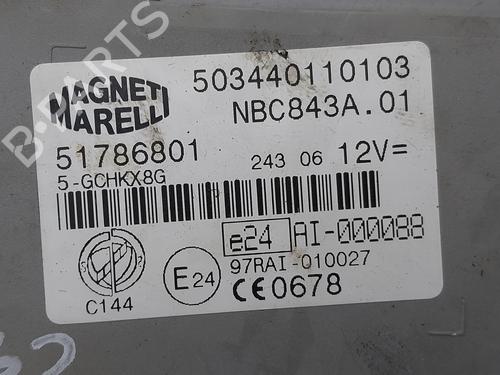 B-PARTS
MAGNETI MARELLI
503440110103
NBC843A.01
51786801
243 06 12V=
5-GCHKX8G
e24 AI-000088
97RAI-010027
C144
E24
CE0678